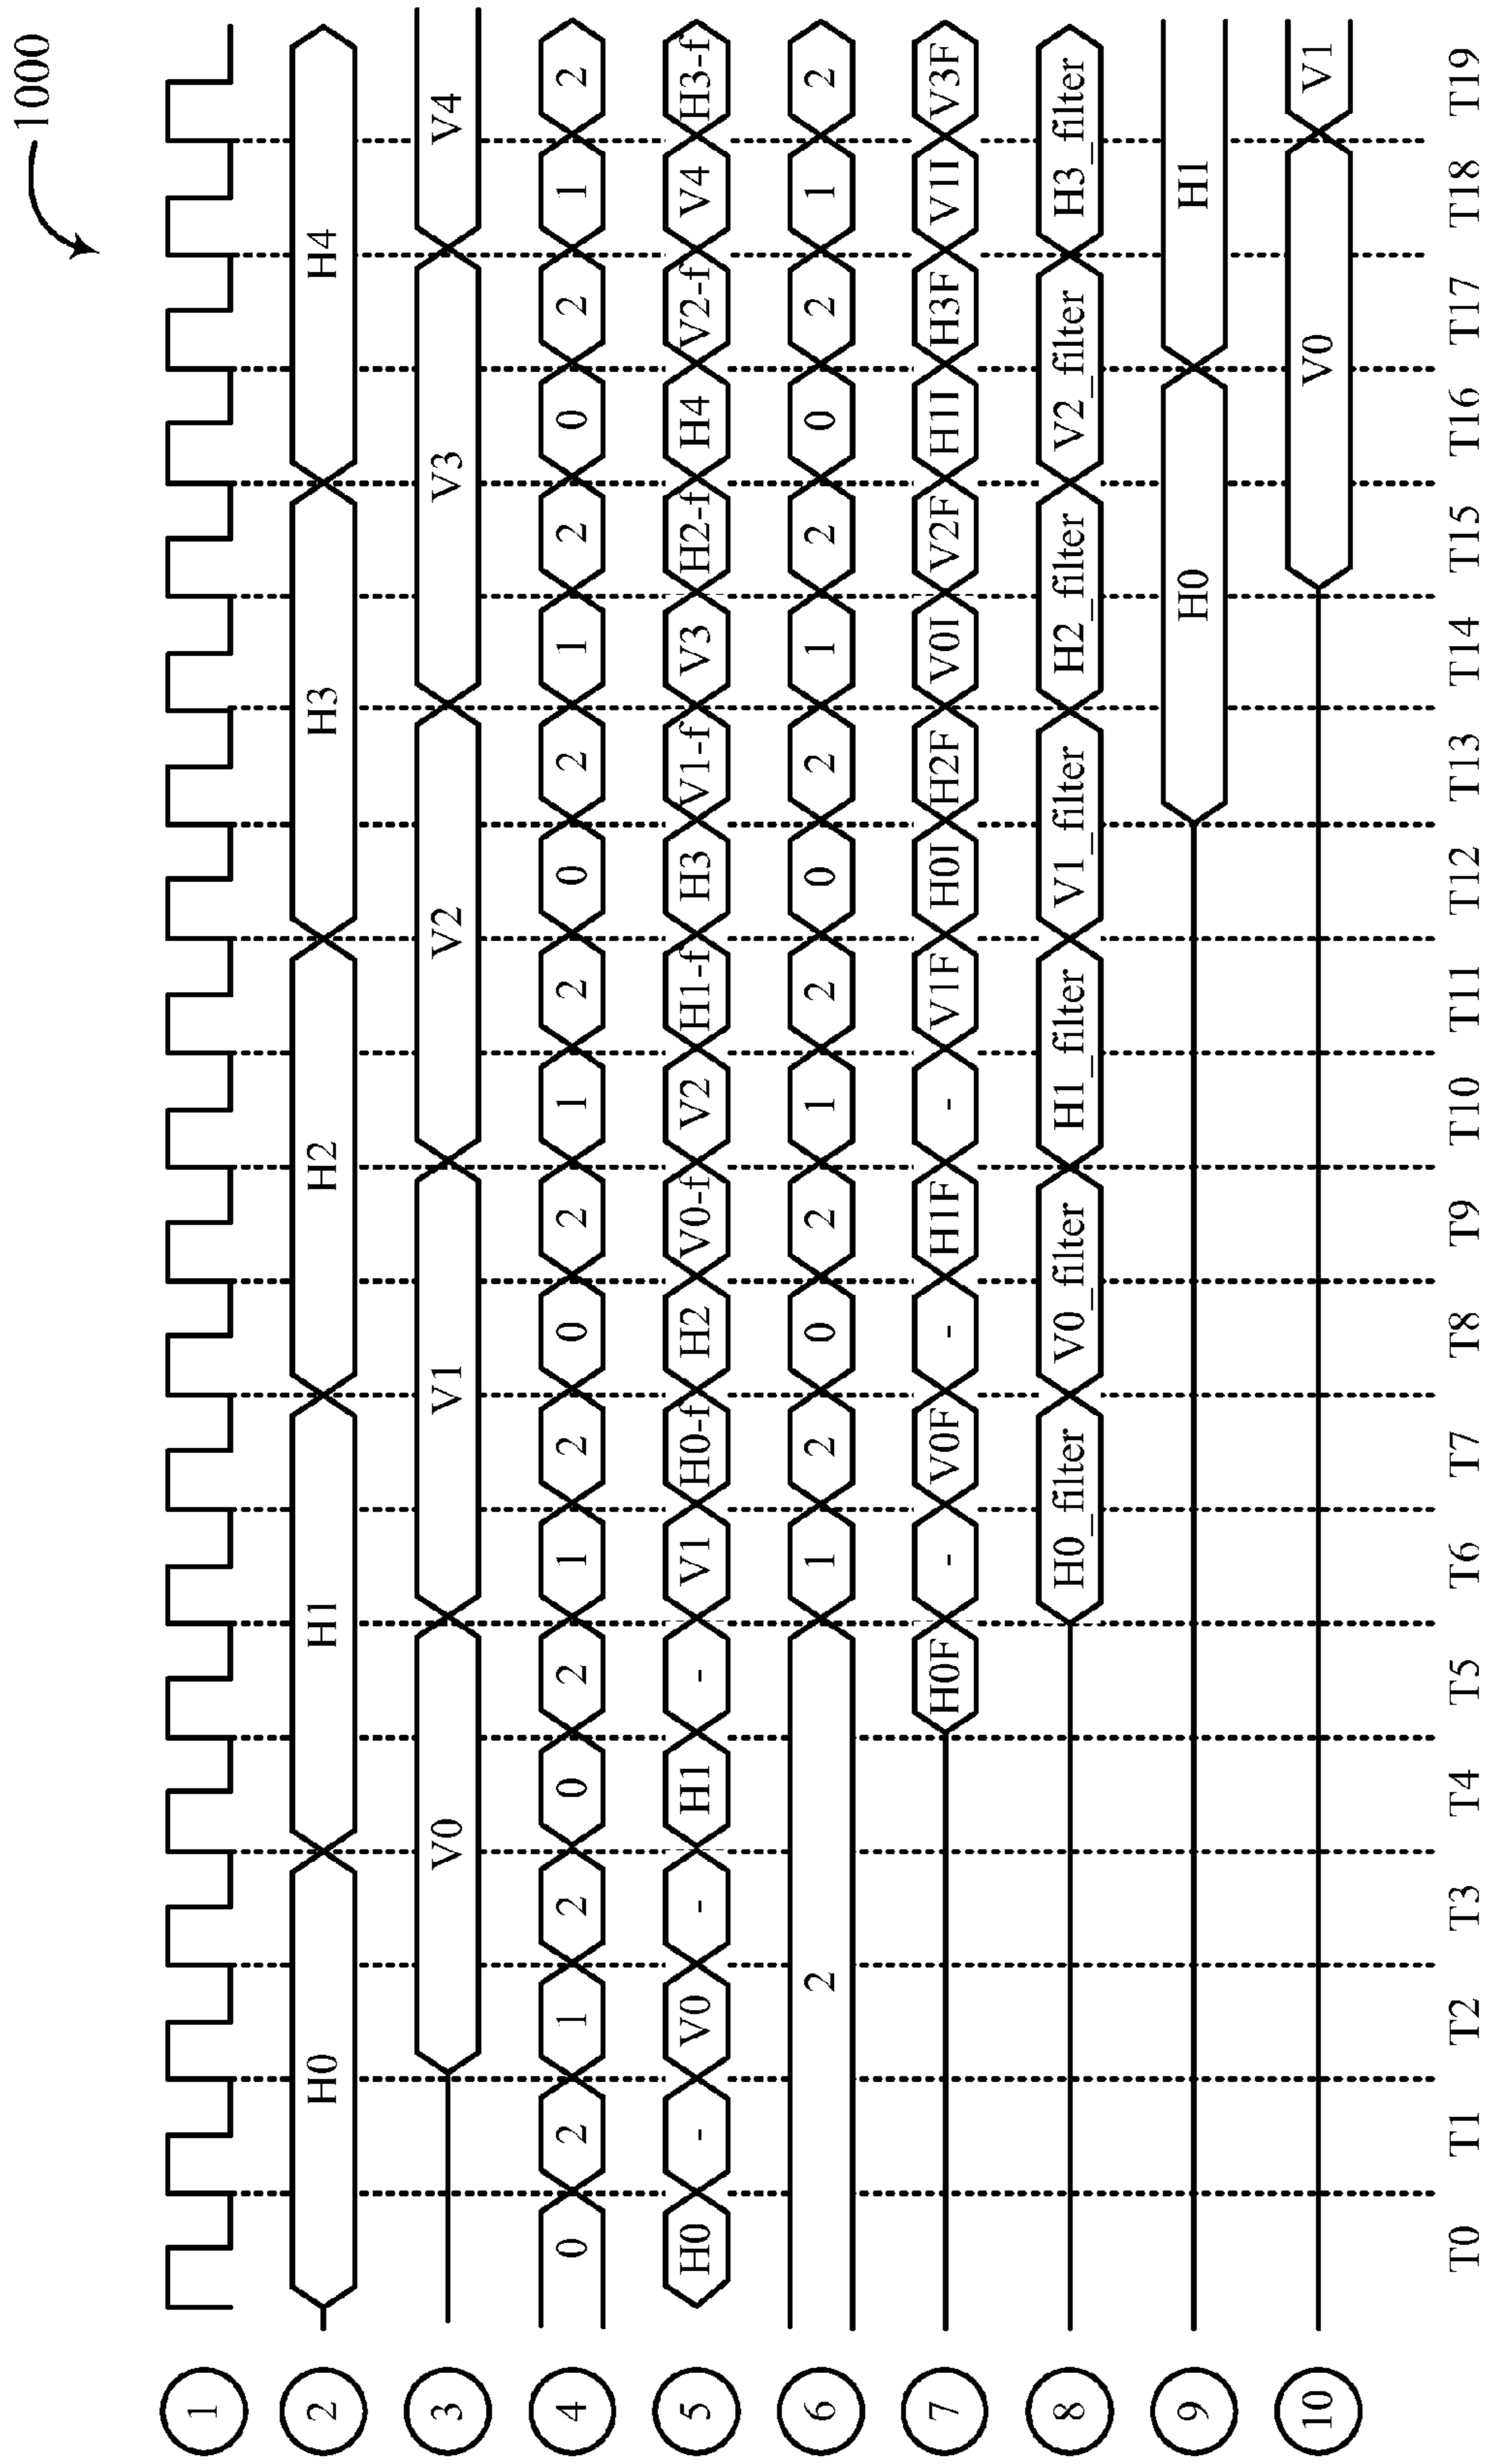 1000
1
2 H0 H1 H2 H3 H4
3 V0 V1 V2 V3 V4
4 0 2 1 2 0 2 1 2 0 2 1 2 0 2 1 2 0 2 1 2
5 H0 - V0 - H1 - V1 H0-f H2 V0-f V2 H1-f H3 V1-f V3 H2-f H4 V2-f V4 H3-f
6 2 1 2 0 2 1 2 0 2 1 2 0 2 1 2
7 H0F - V0F - H1F - V1F H0I H2F V0I V2F H1I H3F V1I V3F
8 H0_filter V0_filter H1_filter V1_filter H2_filter V2_filter H3_filter
9 H0 H1
10 V0 V1
T0 T1 T2 T3 T4 T5 T6 T7 T8 T9 T10 T11 T12 T13 T14 T15 T16 T17 T18 T19